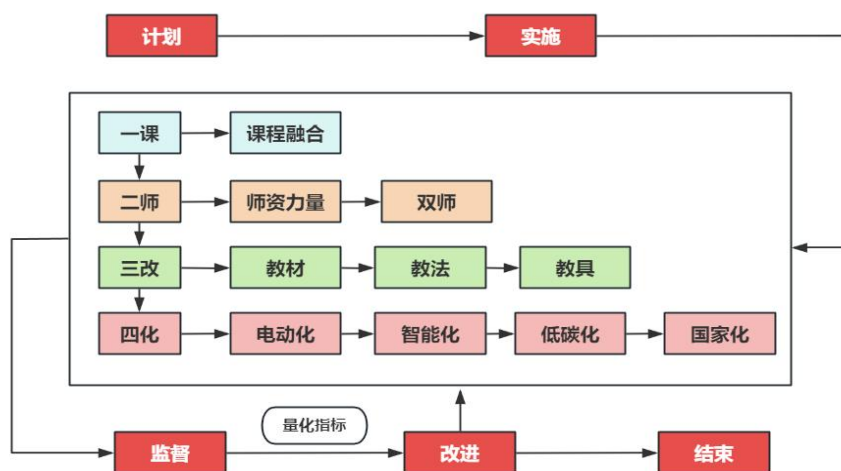 计划 实施
一课 课程融合
二师 师资力量 双师
三改 教材 教法 教具
四化 电动化 智能化 低碳化 国家化
量化指标
监督 改进 结束